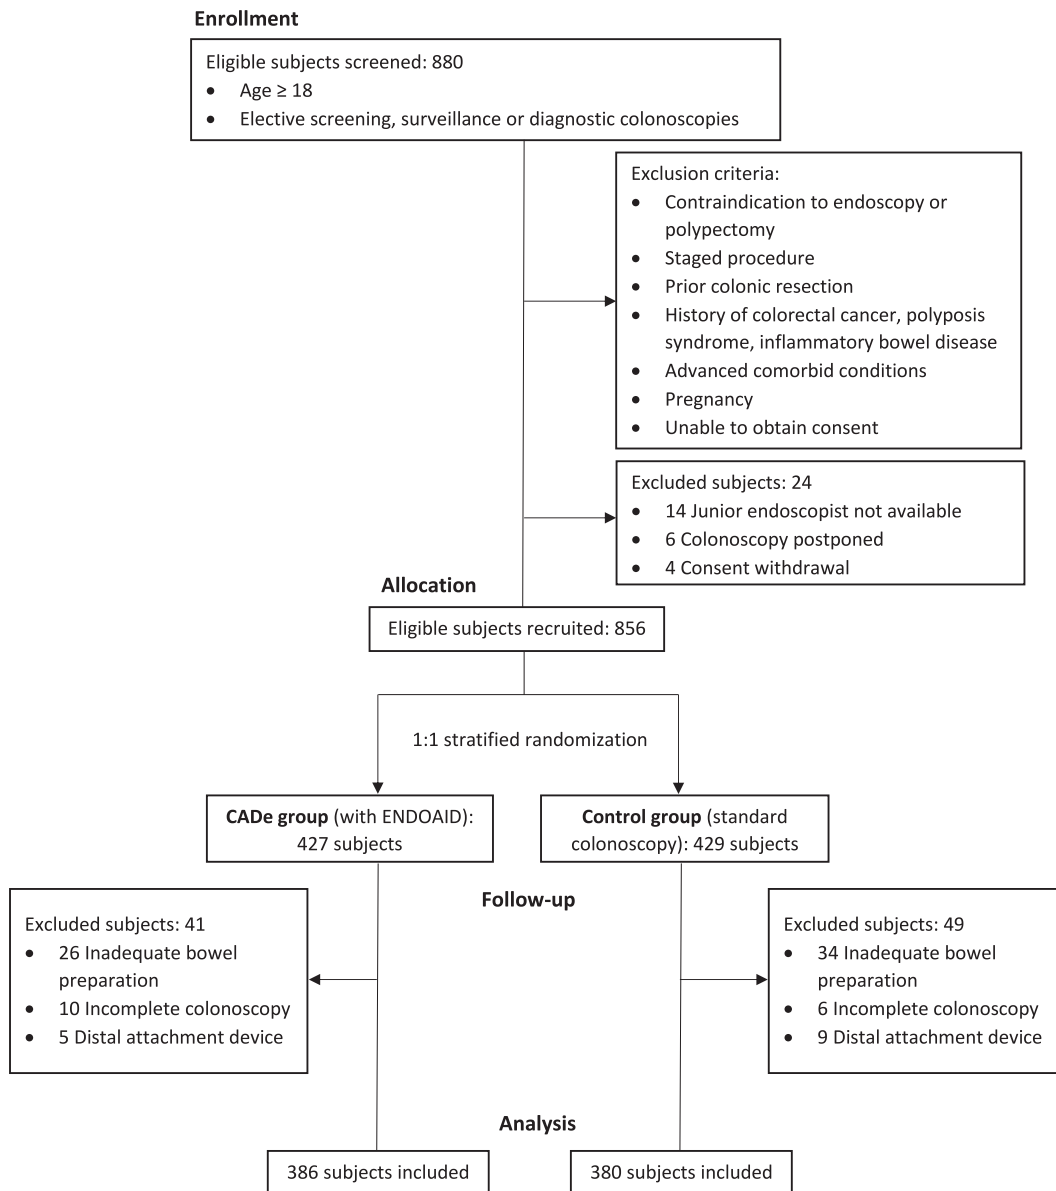 Enrollment
Eligible subjects screened: 880
• Age ≥ 18
• Elective screening, surveillance or diagnostic colonoscopies
Exclusion criteria:
• Contraindication to endoscopy or
polypectomy
• Staged procedure
• Prior colonic resection
• History of colorectal cancer, polyposis
syndrome, inflammatory bowel disease
• Advanced comorbid conditions
• Pregnancy
• Unable to obtain consent
Excluded subjects: 24
• 14 Junior endoscopist not available
• 6 Colonoscopy postponed
• 4 Consent withdrawal
Allocation
Eligible subjects recruited: 856
1:1 stratified randomization
CADe group (with ENDOAID):
427 subjects
Control group (standard
colonoscopy): 429 subjects
Follow-up
Excluded subjects: 41
• 26 Inadequate bowel
preparation
• 10 Incomplete colonoscopy
• 5 Distal attachment device
Excluded subjects: 49
• 34 Inadequate bowel
preparation
• 6 Incomplete colonoscopy
• 9 Distal attachment device
Analysis
386 subjects included
380 subjects included